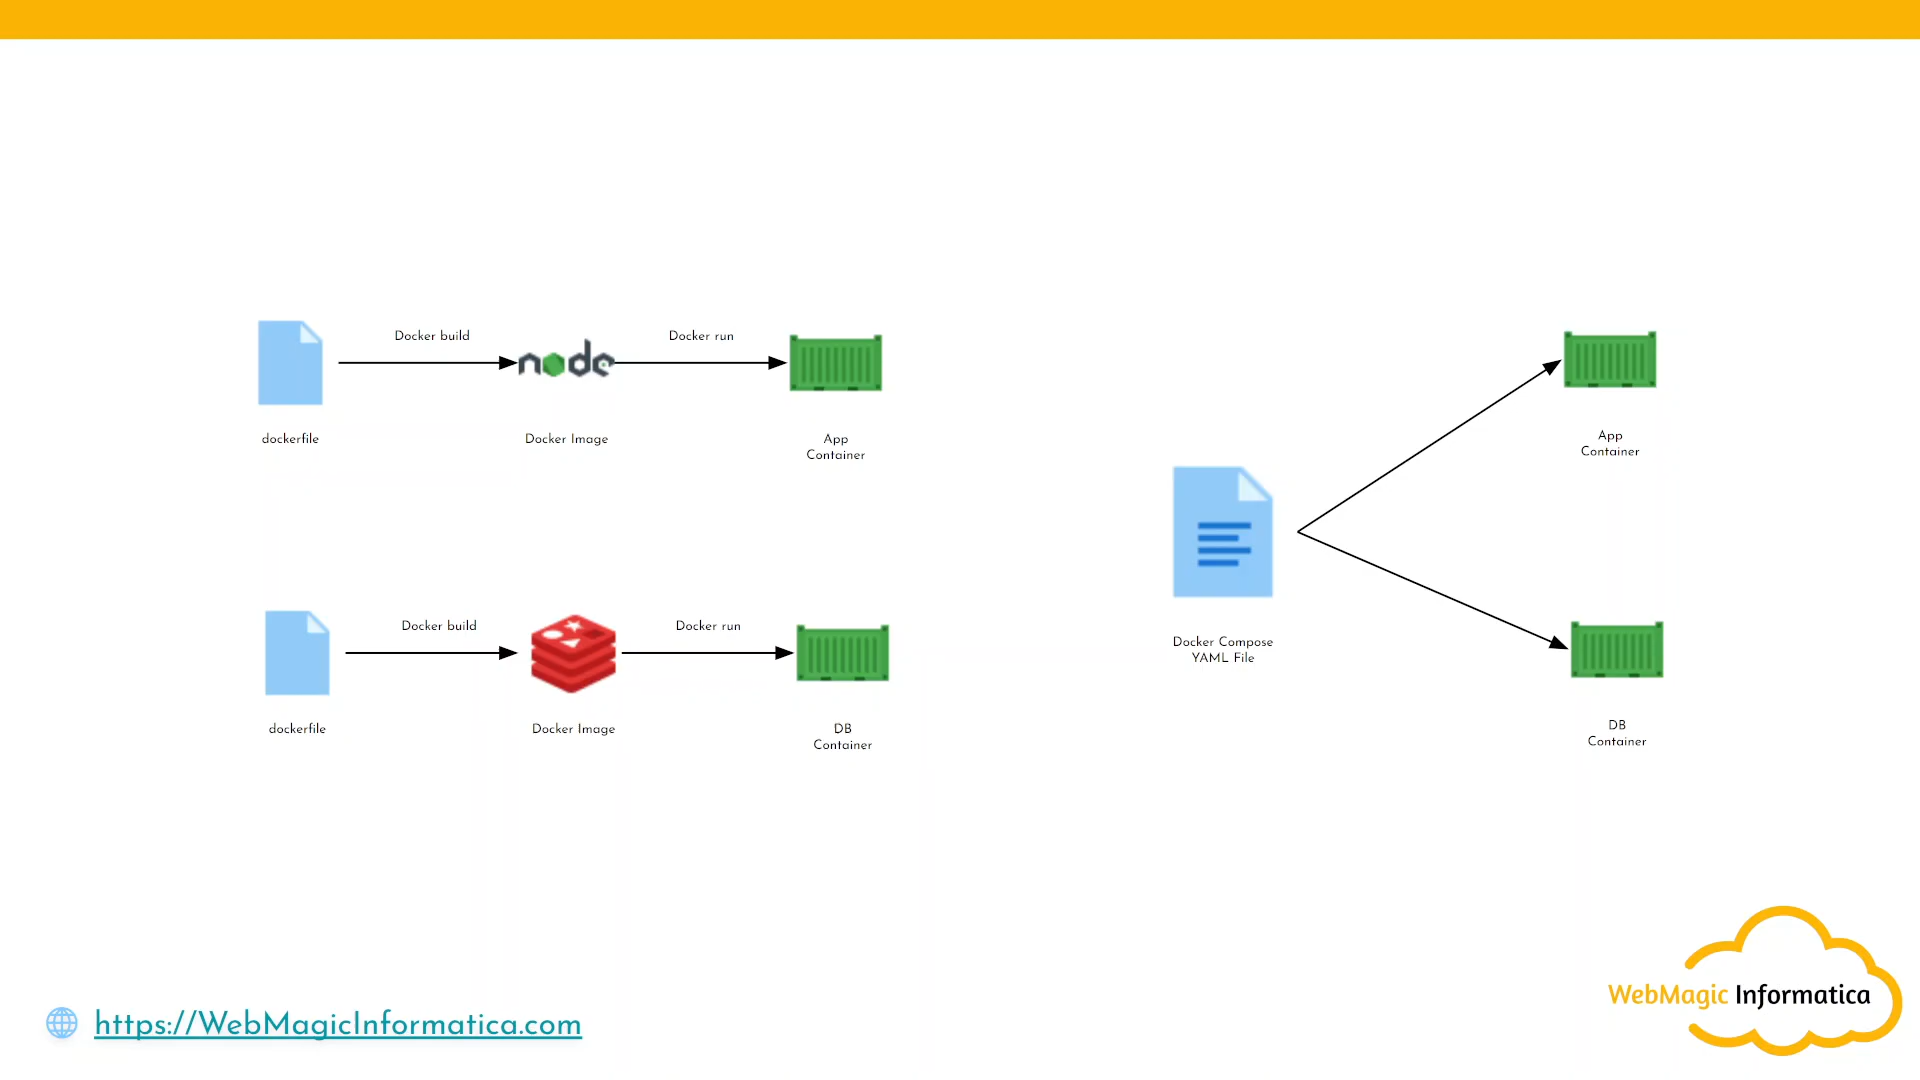 Docker build
Docker run
node
dockerfile
Docker Image
App
Container
Docker build
Docker run
dockerfile
Docker Image
DB
Container
Docker Compose
YAML File
App
Container
DB
Container
https://WebMagicInformatica.com
WebMagic Informatica